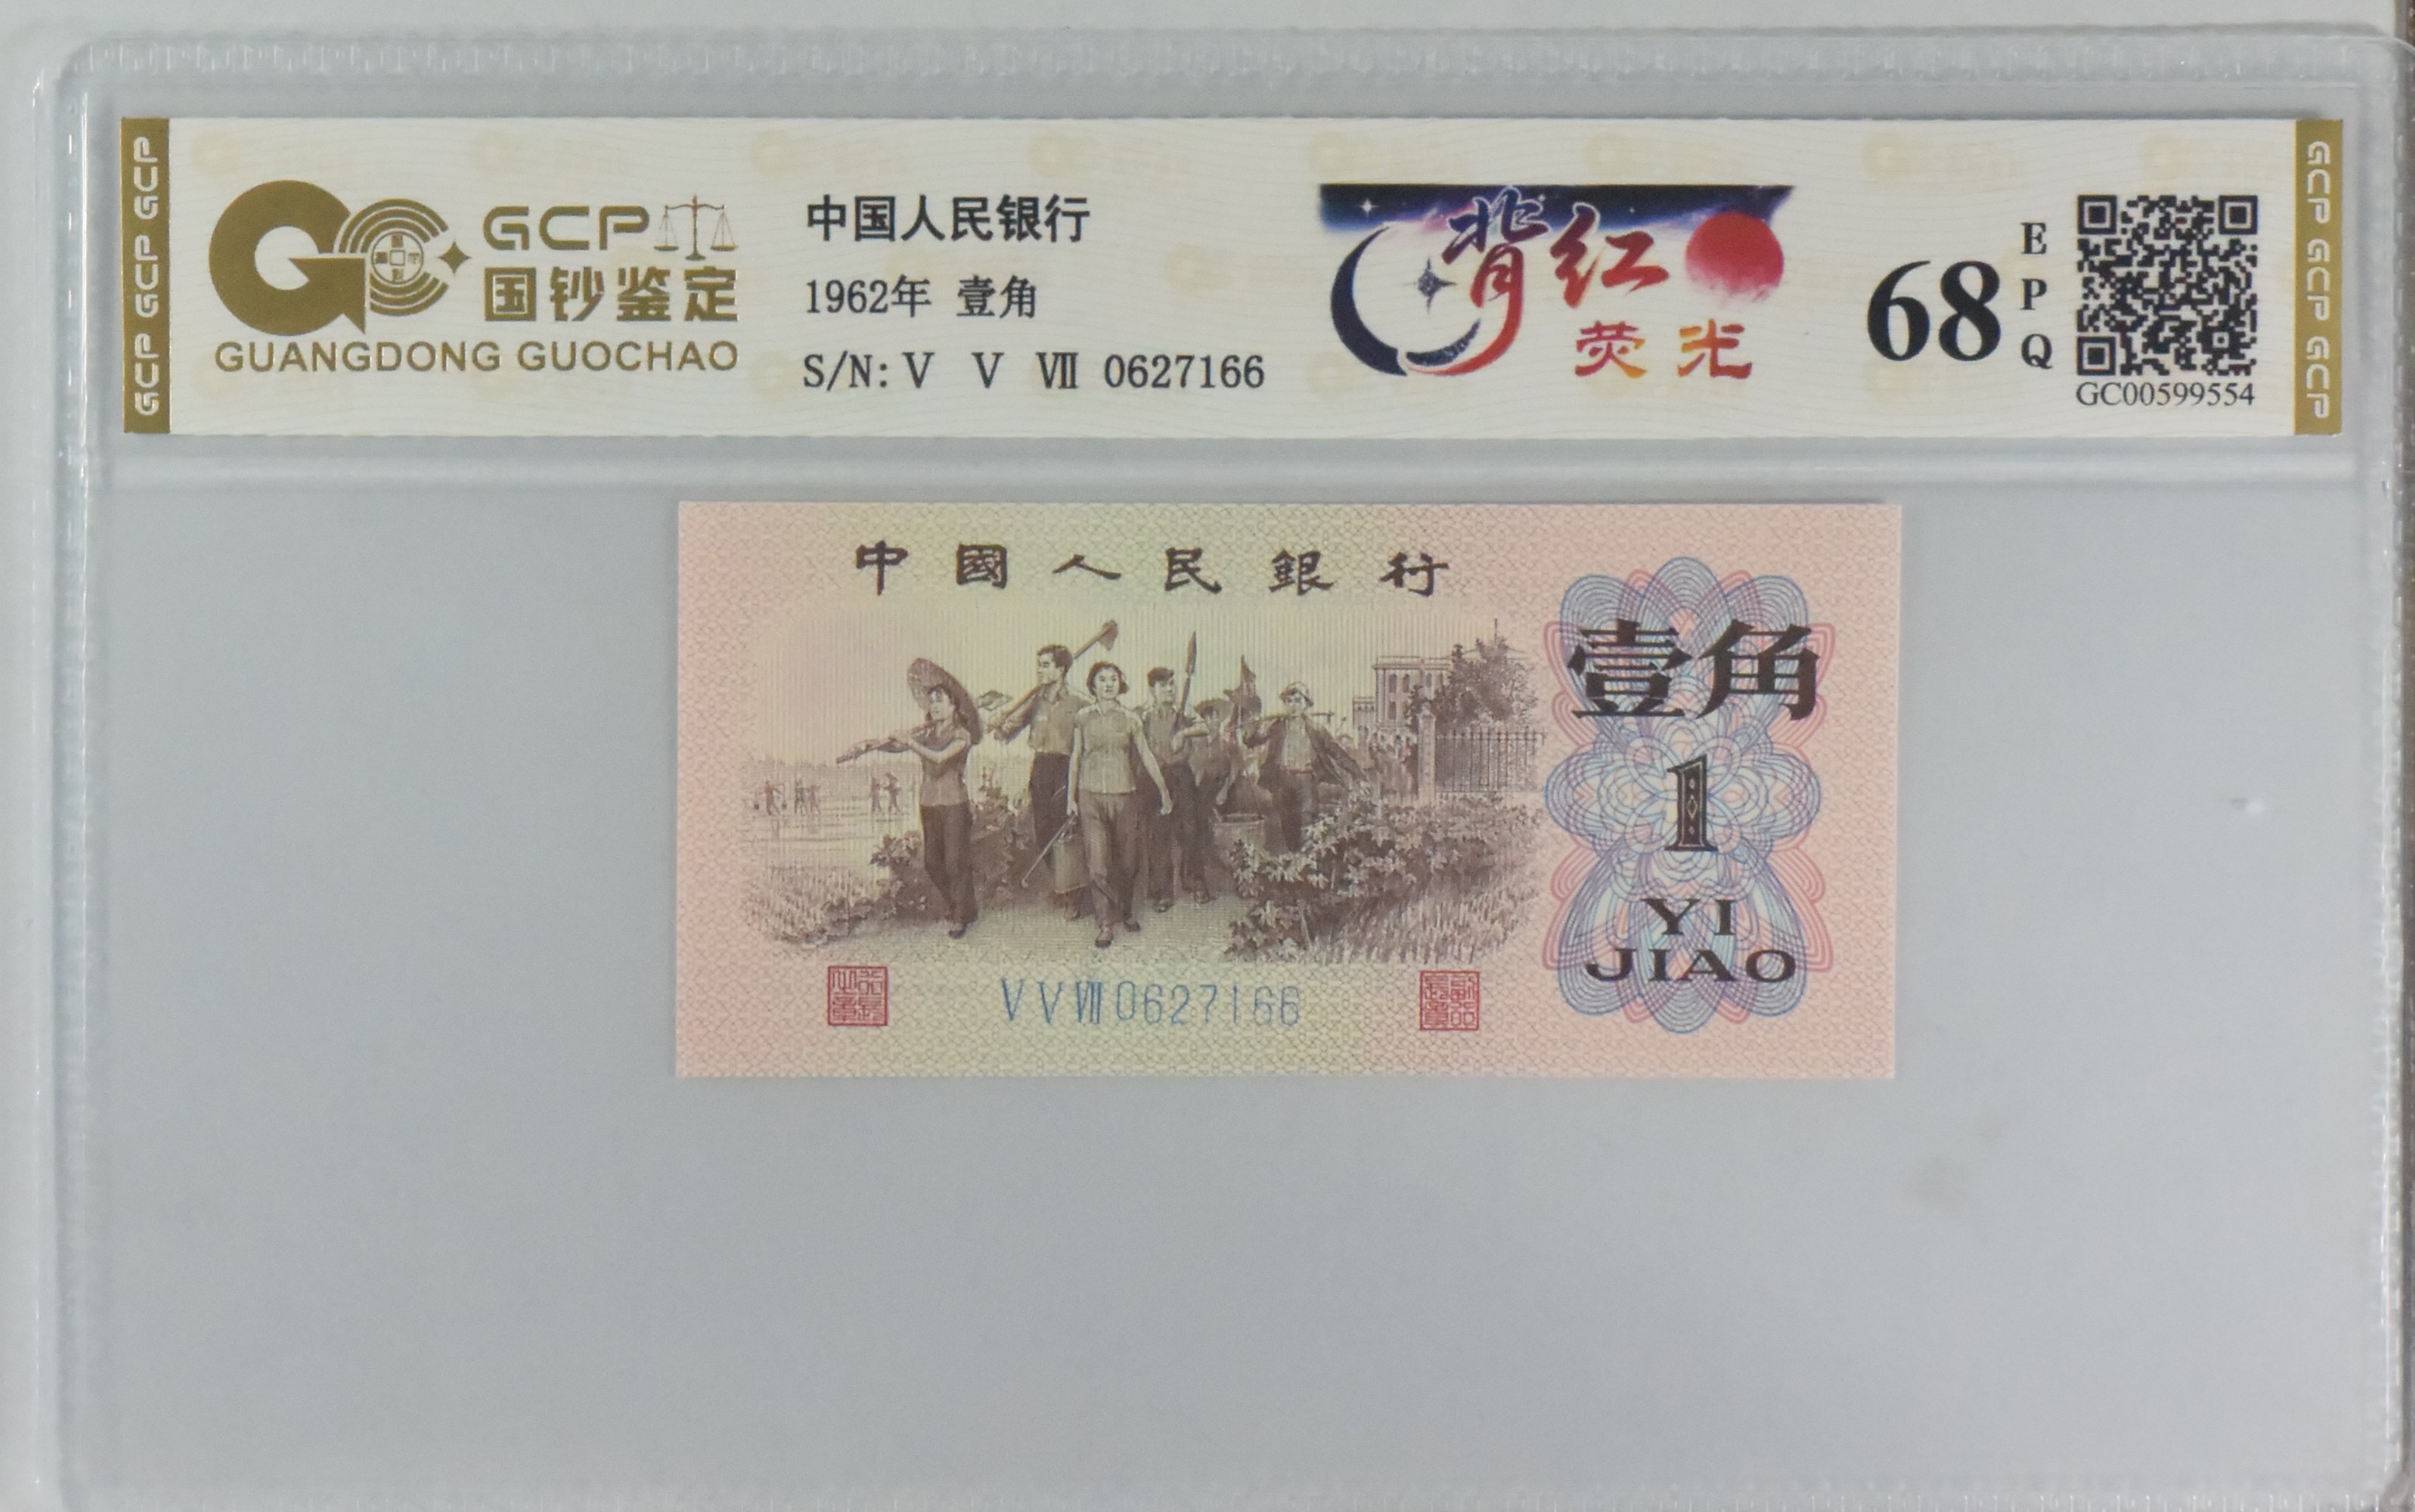 GCP GCP GCP
GCP
国钞鉴定
GUANGDONG GUOCHAO
中国人民银行
1962年 壹角
S/N: Ⅴ Ⅴ Ⅶ 0627166
背红
荧光
68
EPQ
GC00599554
GCP GCP GCP
中國人民銀行
壹角
1
YI
JIAO
ⅤⅤⅦ0627166